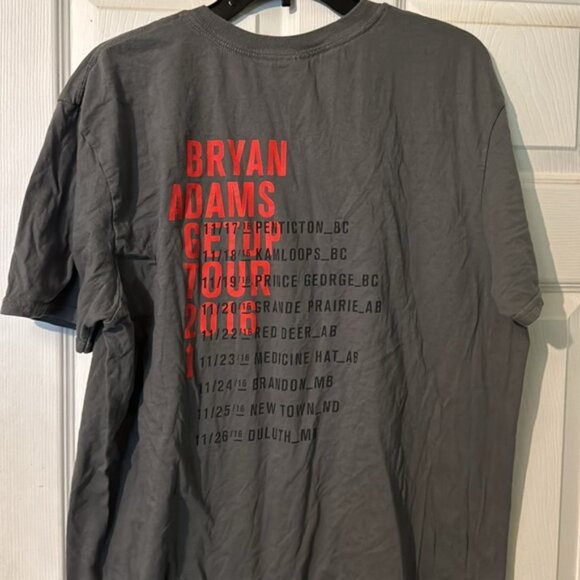 BRYAN
ADAMS
GETUP
TOUR
2016
1
11/17/16 PENTICTON_BC
11/18/16 KAMLOOPS_BC
11/19/16 PRINCE GEORGE_BC
11/20/16 GRANDE PRAIRIE_AB
11/22/16 RED DEER_AB
11/23/16 MEDICINE HAT_AB
11/24/16 BRANDON_MB
11/25/16 NEW TOWN_ND
11/26/16 DULUTH_MN